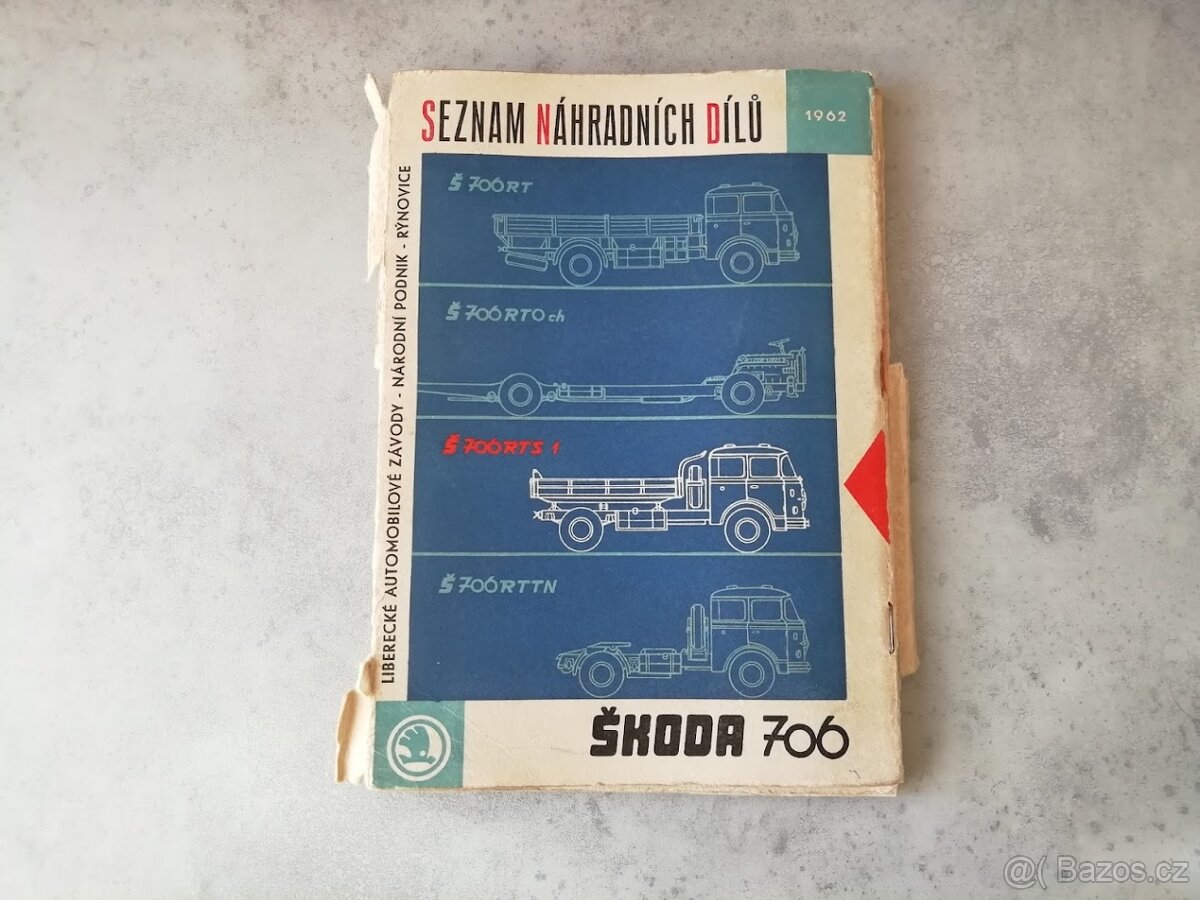 SEZNAM NÁHRADNÍCH DÍLŮ
1962
LIBERECKÉ AUTOMOBILOVÉ ZÁVODY - NÁRODNÍ PODNIK - RÝNOVICE
Š 706 RT
Š 706 RTO ch
Š 706 RTS 1
Š 706 RTTN
ŠKODA 706
@( Bazos.cz